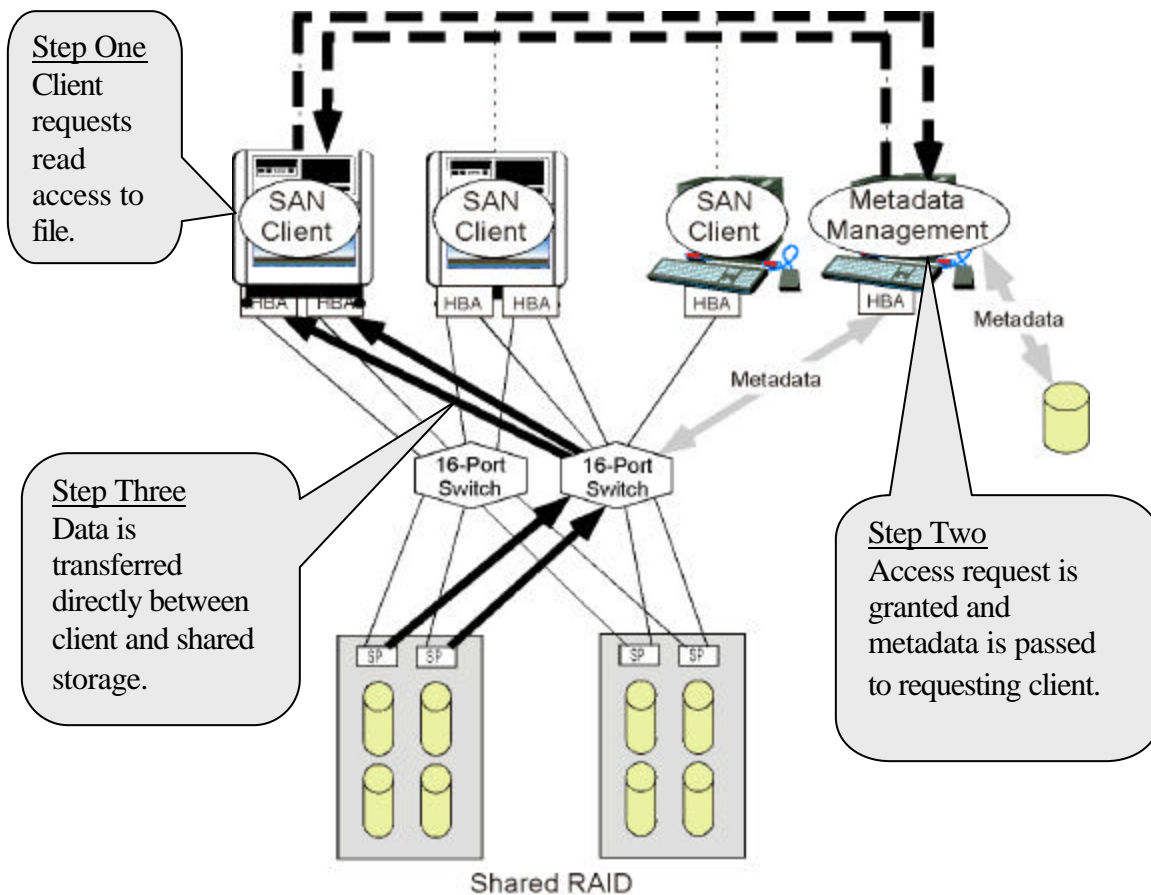 Step One
Client
requests
read
access to
file.
SAN
Client
SAN
Client
SAN
Client
Metadata
Management
HBA
HBA
HBA
HBA
HBA
HBA
Metadata
Metadata
16-Port
Switch
16-Port
Switch
Step Three
Data is
transferred
directly between
client and shared
storage.
Step Two
Access request is
granted and
metadata is passed
to requesting client.
SP
SP
SP
SP
Shared RAID